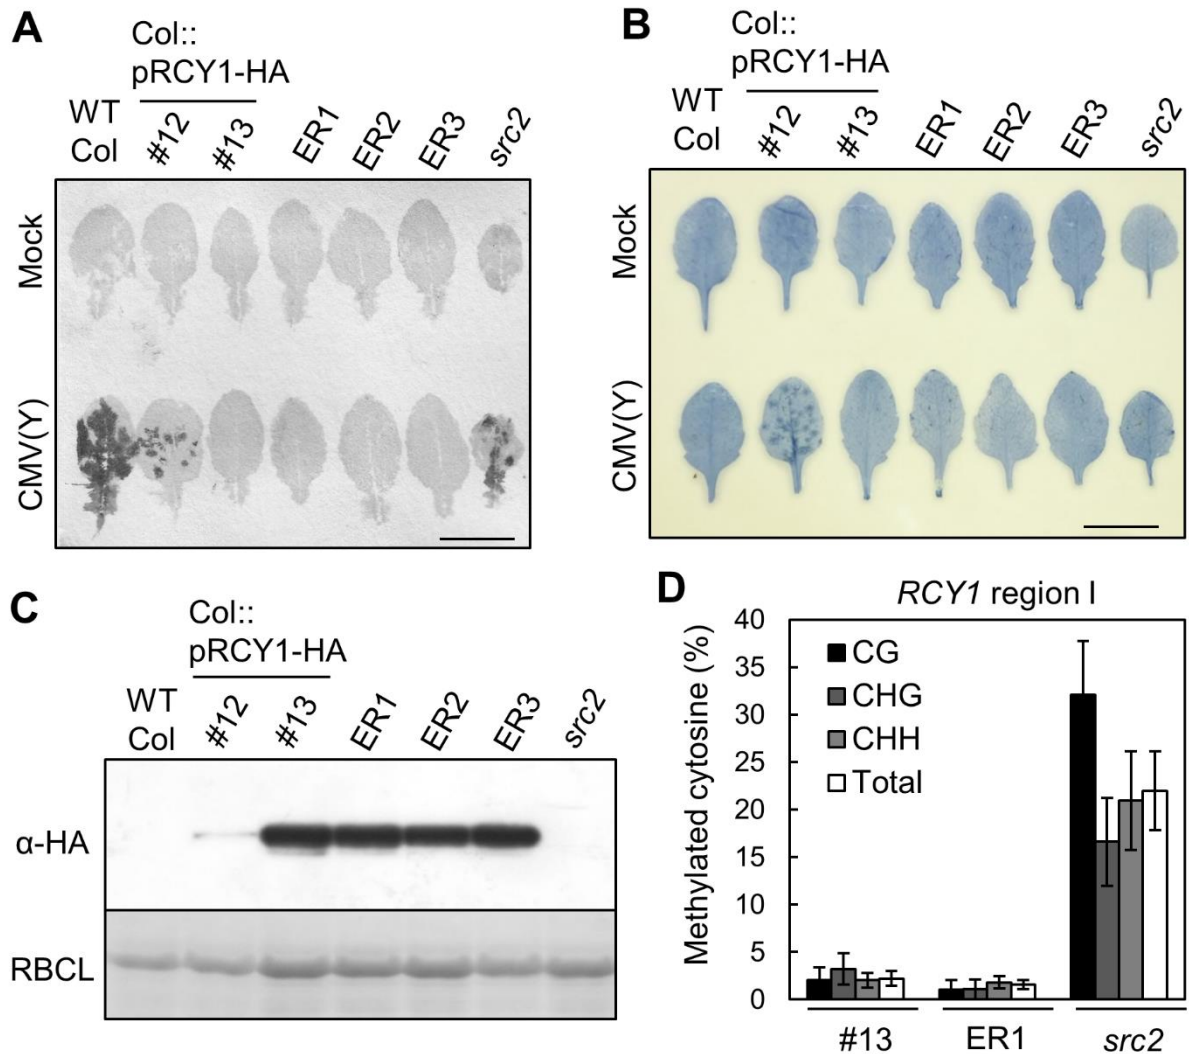 A
Col::
pRCY1-HA
WT
Col
#12
#13
ER1
ER2
ER3
src2
Mock
CMV(Y)
B
Col::
pRCY1-HA
WT
Col
#12
#13
ER1
ER2
ER3
src2
Mock
CMV(Y)
C
Col::
pRCY1-HA
WT
Col
#12
#13
ER1
ER2
ER3
src2
α-HA
RBCL
D
RCY1 region I
Methylated cytosine (%)
40
35
30
25
20
15
10
5
0
CG
CHG
CHH
Total
#13
ER1
src2